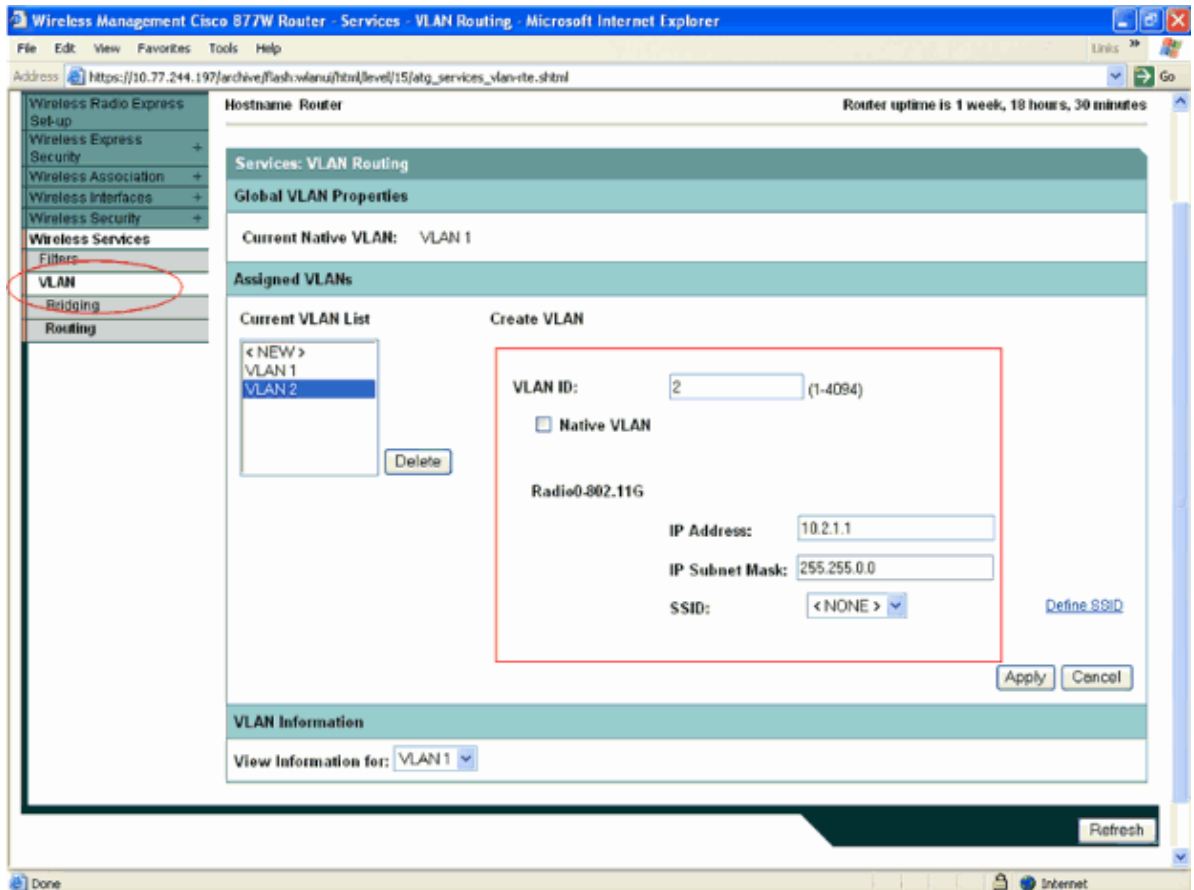 Wireless Management Cisco 877W Router - Services - VLAN Routing - Microsoft Internet Explorer
File Edit View Favorites Tools Help
Links »
Address https://10.77.244.197/archive/flash:wlanui/html/level/15/atg_services_vlan-rte.shtml
Go
Wireless Radio Express Set-up
Wireless Express Security +
Wireless Association +
Wireless Interfaces +
Wireless Security +
Wireless Services
Filters
VLAN
Bridging
Routing
Hostname Router
Router uptime is 1 week, 18 hours, 30 minutes
Services: VLAN Routing
Global VLAN Properties
Current Native VLAN: VLAN 1
Assigned VLANs
Current VLAN List
< NEW >
VLAN 1
VLAN 2
Delete
Create VLAN
VLAN ID: 2 (1-4094)
Native VLAN
Radio0-802.11G
IP Address: 10.2.1.1
IP Subnet Mask: 255.255.0.0
SSID: < NONE >
Define SSID
Apply Cancel
VLAN Information
View Information for: VLAN 1
Refresh
Done
Internet